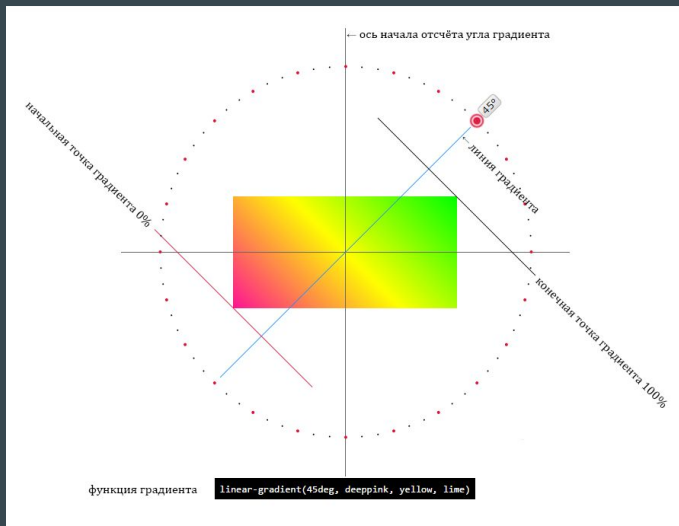 ← ось начала отсчёта угла градиента
45°
← линия градиента
начальная точка градиента 0%
конечная точка градиента 100%
функция градиента
linear-gradient(45deg, deeppink, yellow, lime)